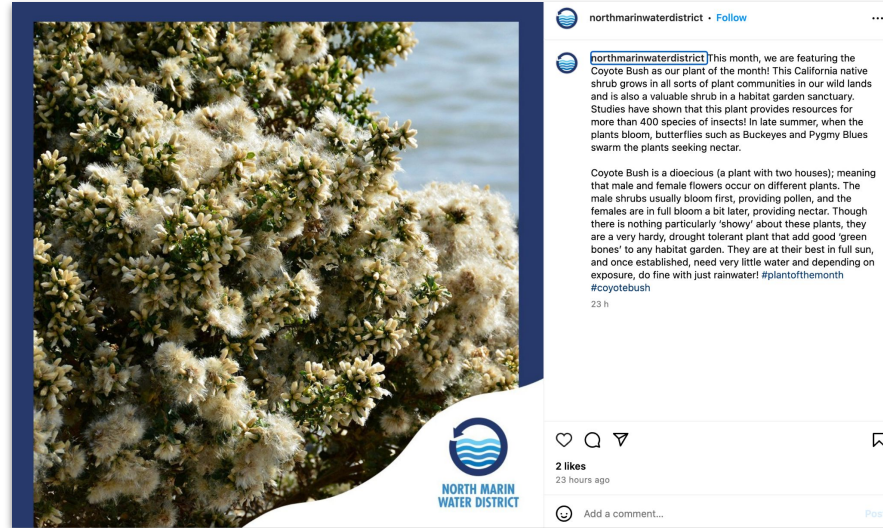 northmarinwaterdistrict • Follow
northmarinwaterdistrict This month, we are featuring the
Coyote Bush as our plant of the month! This California native
shrub grows in all sorts of plant communities in our wild lands
and is also a valuable shrub in a habitat garden sanctuary.
Studies have shown that this plant provides resources for
more than 400 species of insects! In late summer, when the
plants bloom, butterflies such as Buckeyes and Pygmy Blues
swarm the plants seeking nectar.
Coyote Bush is a dioecious (a plant with two houses); meaning
that male and female flowers occur on different plants. The
male shrubs usually bloom first, providing pollen, and the
females are in full bloom a bit later, providing nectar. Though
there is nothing particularly ‘showy’ about these plants, they
are a very hardy, drought tolerant plant that add good ‘green
bones’ to any habitat garden. They are at their best in full sun,
and once established, need very little water and depending on
exposure, do fine with just rainwater! #plantofthemonth
#coyotebush
23 h
2 likes
23 hours ago
Add a comment...
Pos
NORTH MARIN
WATER DISTRICT